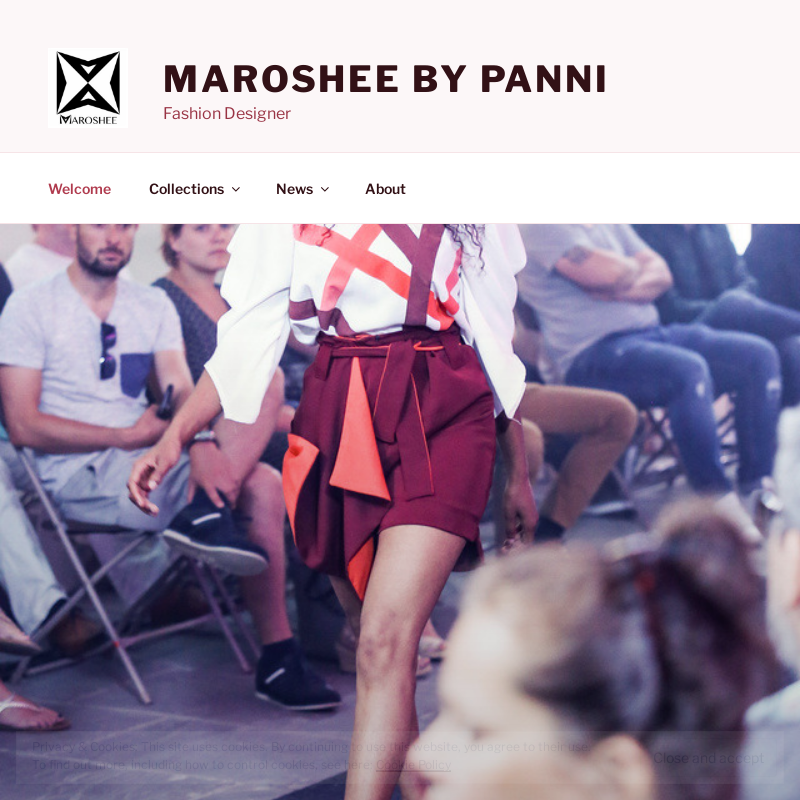 MAROSHEE
MAROSHEE BY PANNI
Fashion Designer
Welcome
Collections
News
About
Privacy & Cookies: This site uses cookies. By continuing to use this website, you agree to their use.
To find out more, including how to control cookies, see here: Cookie Policy
Close and accept